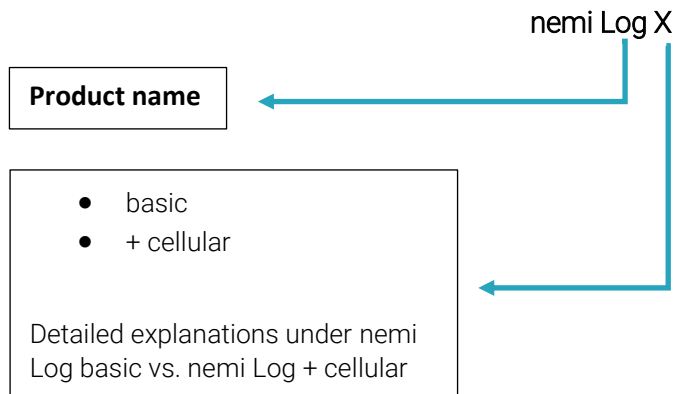 nemi Log X
Product name
● basic
● + cellular
Detailed explanations under nemi
Log basic vs. nemi Log + cellular